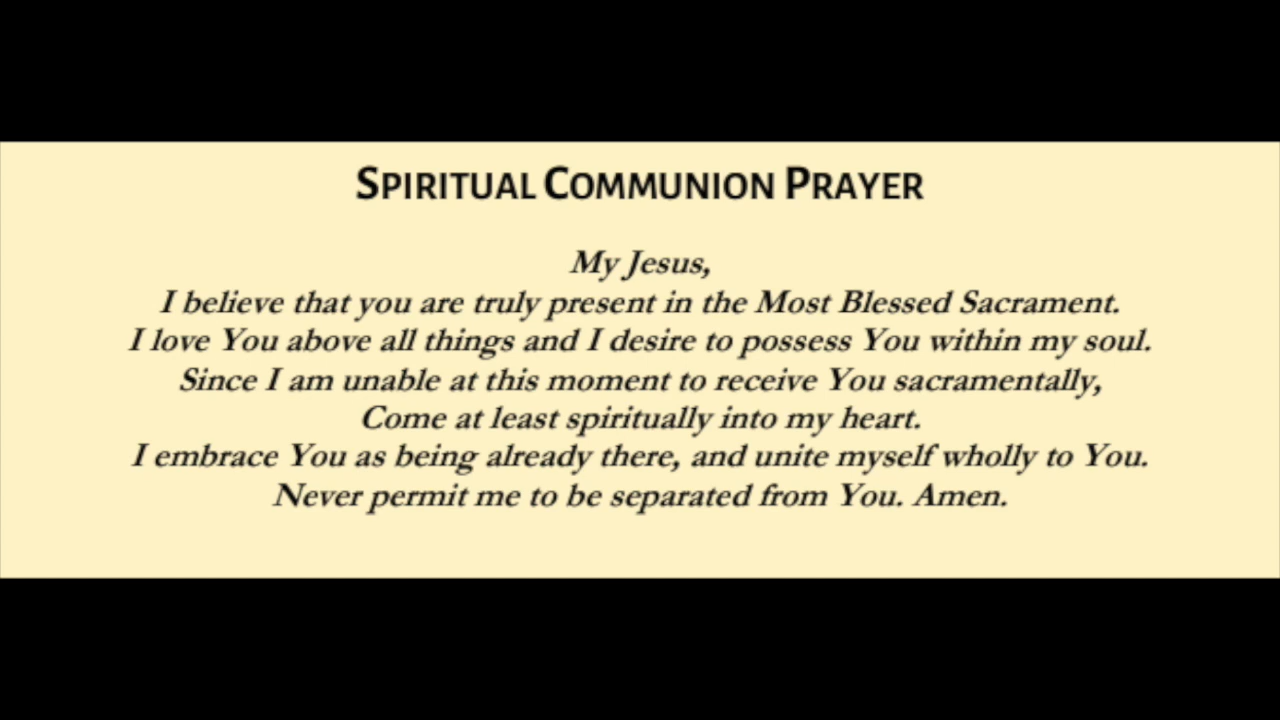 SPIRITUAL COMMUNION PRAYER
My Jesus,
I believe that you are truly present in the Most Blessed Sacrament.
I love You above all things and I desire to possess You within my soul.
Since I am unable at this moment to receive You sacramentally,
Come at least spiritually into my heart.
I embrace You as being already there, and unite myself wholly to You.
Never permit me to be separated from You. Amen.